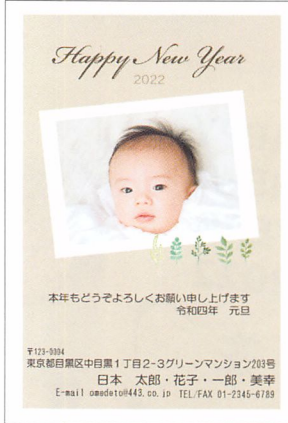 Happy New Year
2022
本年もどうぞよろしくお願い申し上げます
令和四年 元旦
〒123-0304
東京都目黒区中目黒1丁目2-3グリーンマンション203号
日本 太郎・花子・一郎・美幸
E-mail omedeto@443.co.jp TEL/FAX 01-2345-6789